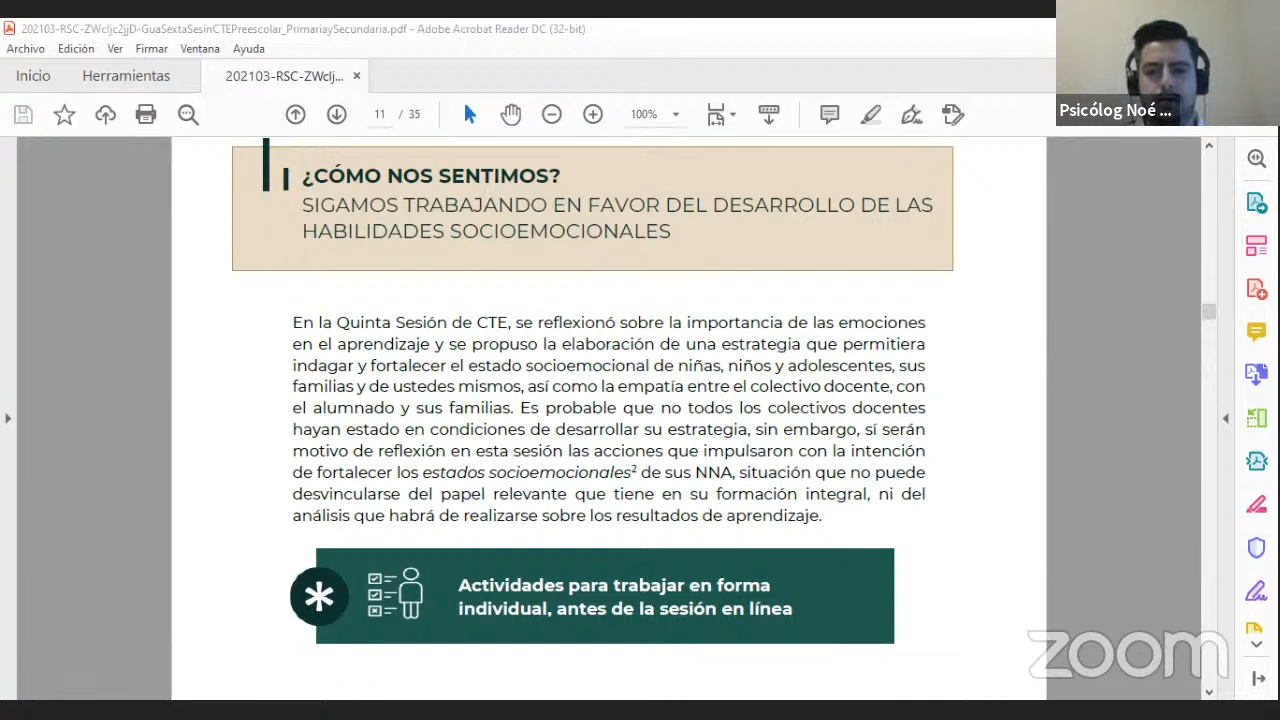 202103-RSC-ZWcljc2jjD-GuaSextaSesinCTEPreescolar_PrimariaySecundaria.pdf - Adobe Acrobat Reader DC (32-bit)
Archivo Edición Ver Firmar Ventana Ayuda
Inicio Herramientas 202103-RSC-ZWclj... ×
11 / 35 100%
Psicólog Noé ...
¿CÓMO NOS SENTIMOS?
SIGAMOS TRABAJANDO EN FAVOR DEL DESARROLLO DE LAS
HABILIDADES SOCIOEMOCIONALES
En la Quinta Sesión de CTE, se reflexionó sobre la importancia de las emociones
en el aprendizaje y se propuso la elaboración de una estrategia que permitiera
indagar y fortalecer el estado socioemocional de niñas, niños y adolescentes, sus
familias y de ustedes mismos, así como la empatía entre el colectivo docente, con
el alumnado y sus familias. Es probable que no todos los colectivos docentes
hayan estado en condiciones de desarrollar su estrategia, sin embargo, sí serán
motivo de reflexión en esta sesión las acciones que impulsaron con la intención
de fortalecer los estados socioemocionales² de sus NNA, situación que no puede
desvincularse del papel relevante que tiene en su formación integral, ni del
análisis que habrá de realizarse sobre los resultados de aprendizaje.
Actividades para trabajar en forma
individual, antes de la sesión en línea
zoom